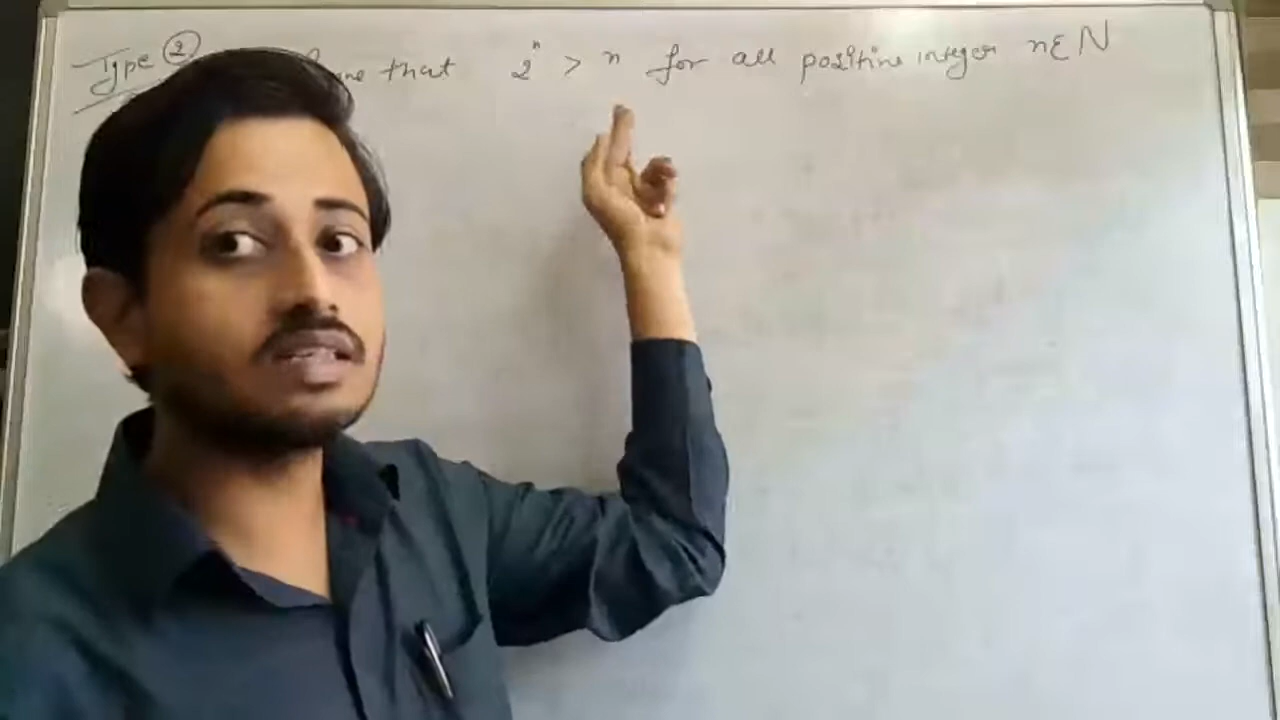 Type ② that 2ⁿ > n for all positive integer n ∈ N